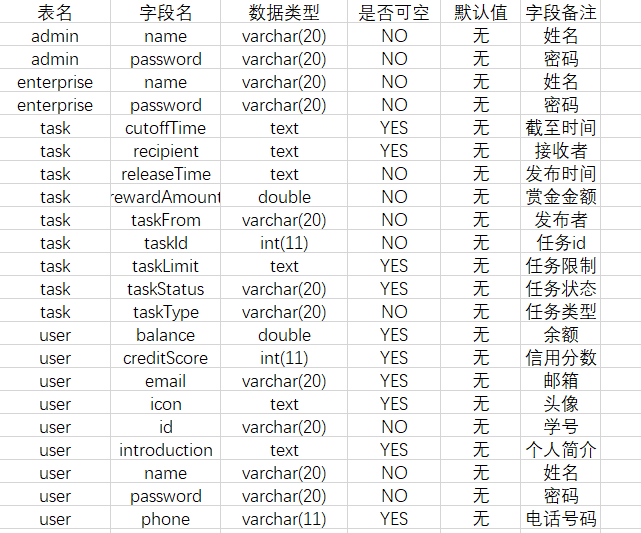 表名 字段名 数据类型 是否可空 默认值 字段备注
admin name varchar(20) NO 无 姓名
admin password varchar(20) NO 无 密码
enterprise name varchar(20) NO 无 姓名
enterprise password varchar(20) NO 无 密码
task cutoffTime text YES 无 截至时间
task recipient text YES 无 接收者
task releaseTime text NO 无 发布时间
task rewardAmount double NO 无 赏金金额
task taskFrom varchar(20) NO 无 发布者
task taskId int(11) NO 无 任务id
task taskLimit text YES 无 任务限制
task taskStatus varchar(20) YES 无 任务状态
task taskType varchar(20) NO 无 任务类型
user balance double YES 无 余额
user creditScore int(11) YES 无 信用分数
user email varchar(20) YES 无 邮箱
user icon text YES 无 头像
user id varchar(20) NO 无 学号
user introduction text YES 无 个人简介
user name varchar(20) NO 无 姓名
user password varchar(20) NO 无 密码
user phone varchar(11) YES 无 电话号码